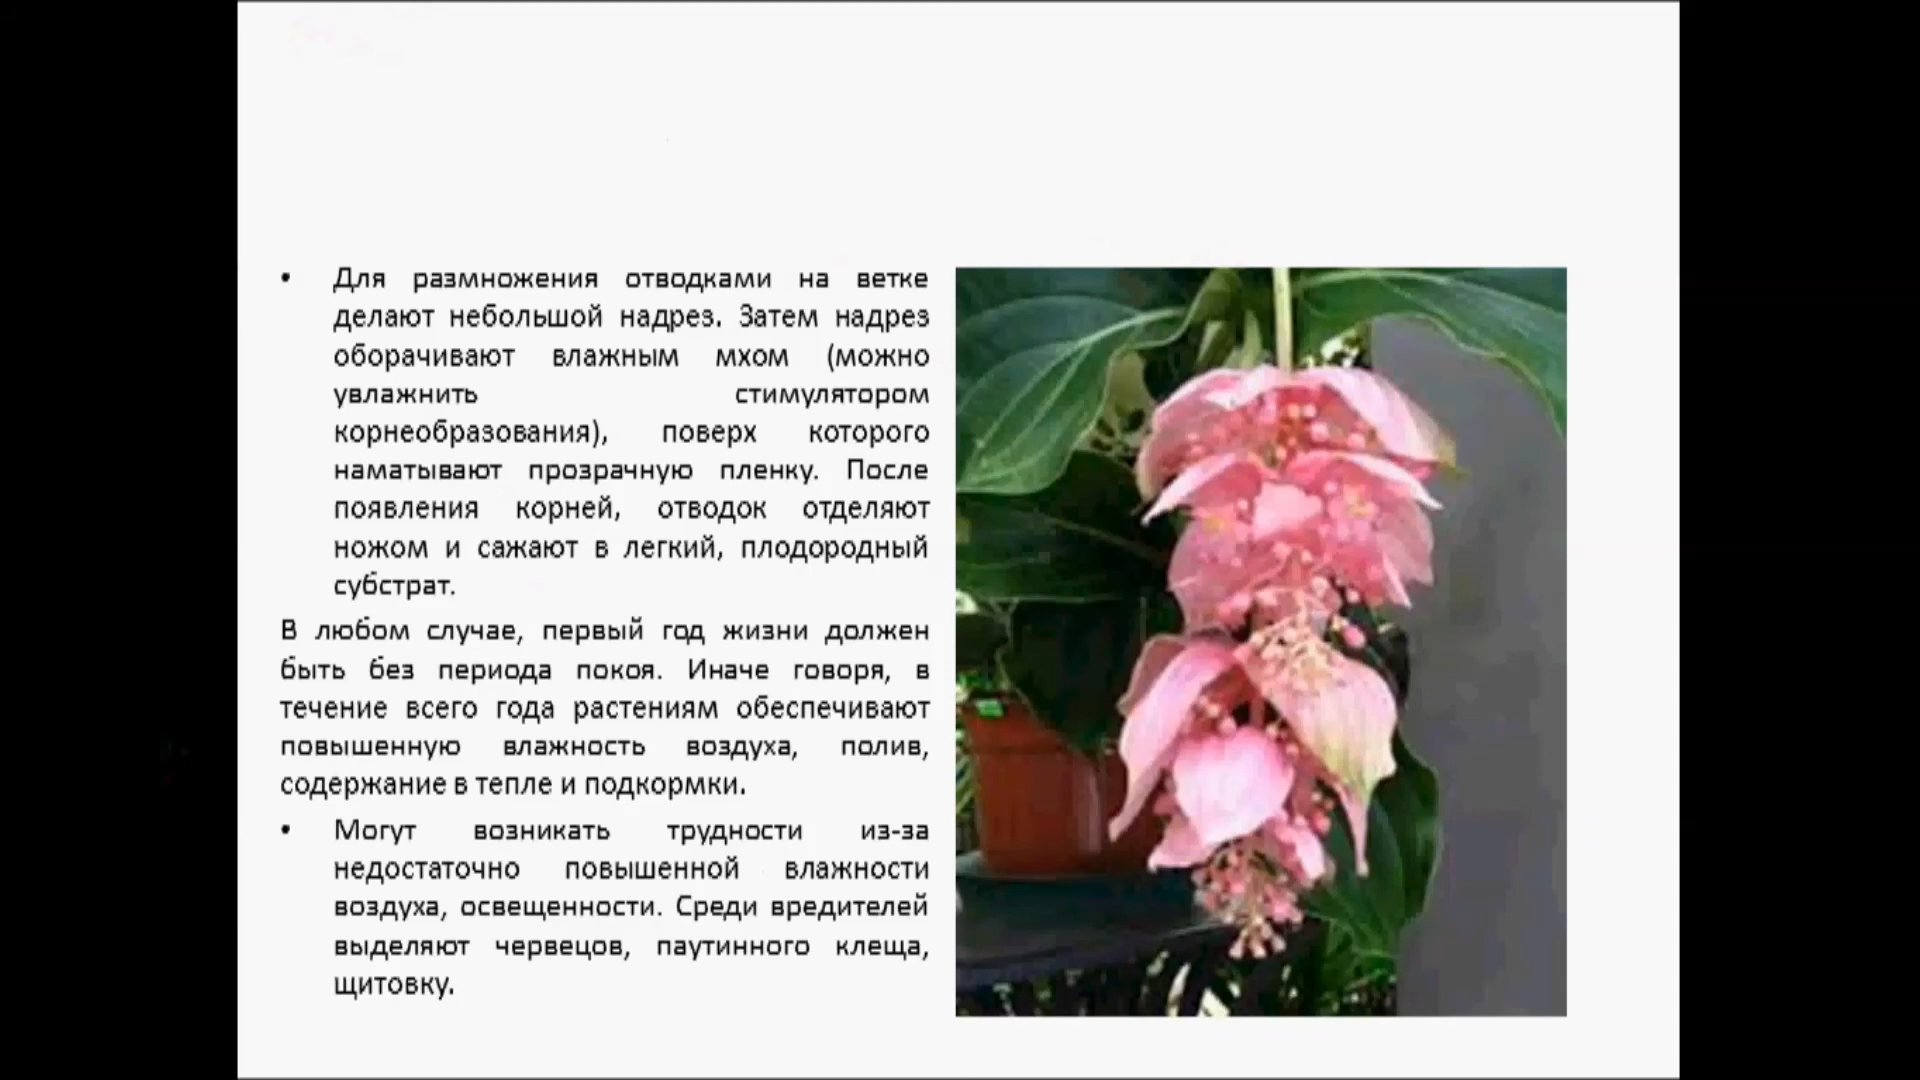 • Для размножения отводками на ветке
делают небольшой надрез. Затем надрез
оборачивают влажным мхом (можно
увлажнить стимулятором
корнеобразования), поверх которого
наматывают прозрачную пленку. После
появления корней, отводок отделяют
ножом и сажают в легкий, плодородный
субстрат.
В любом случае, первый год жизни должен
быть без периода покоя. Иначе говоря, в
течение всего года растениям обеспечивают
повышенную влажность воздуха, полив,
содержание в тепле и подкормки.
• Могут возникать трудности из-за
недостаточно повышенной влажности
воздуха, освещенности. Среди вредителей
выделяют червецов, паутинного клеща,
щитовку.